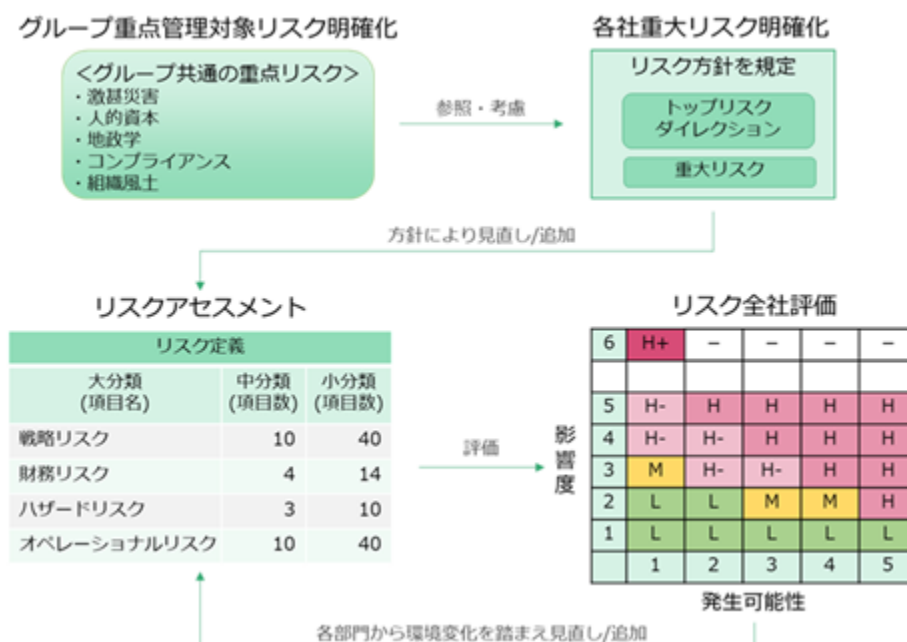 グループ重点管理対象リスク明確化
各社重大リスク明確化
<グループ共通の重点リスク>
・激甚災害
・人的資本
・地政学
・コンプライアンス
・組織風土
参照・考慮
リスク方針を規定
トップリスク
ダイレクション
重大リスク
方針により見直し/追加
リスクアセスメント
リスク定義
大分類 中分類 小分類
(項目名) (項目数) (項目数)
戦略リスク 10 40
財務リスク 4 14
ハザードリスク 3 10
オペレーショナルリスク 10 40
評価
リスク全社評価
影響度
6 H+ – – – –
5 H- H H H H
4 H- H- H H H
3 M H- H- H H
2 L L M M H
1 L L L L L
1 2 3 4 5
発生可能性
各部門から環境変化を踏まえ見直し/追加